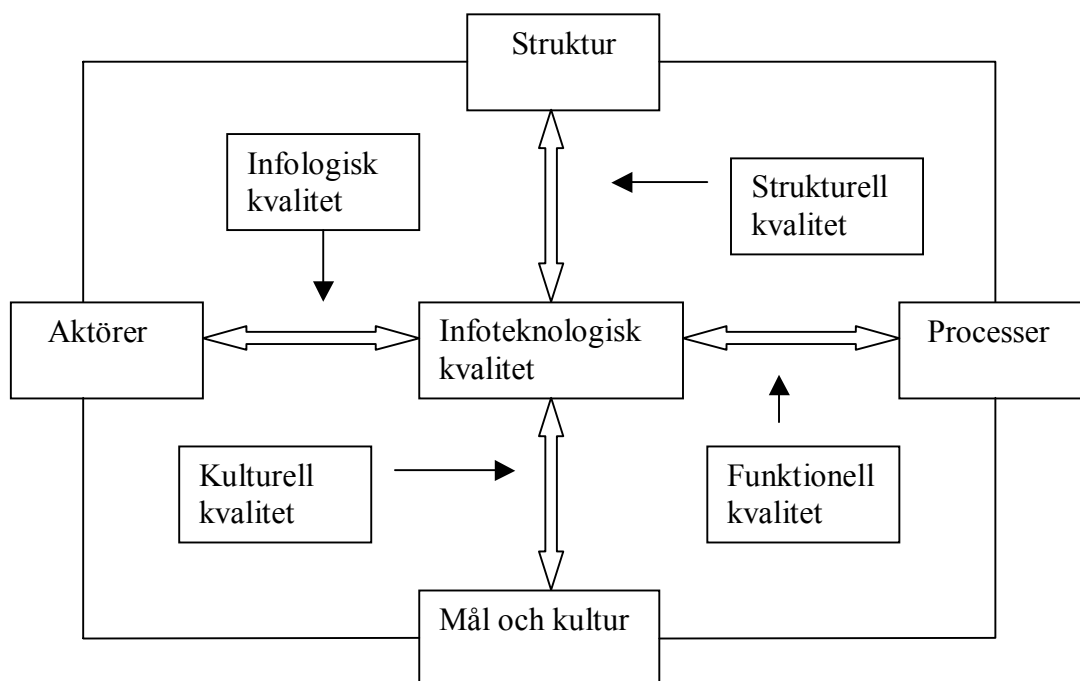 Struktur
Infologisk
kvalitet
Strukturell
kvalitet
Aktörer
Infoteknologisk
kvalitet
Processer
Kulturell
kvalitet
Funktionell
kvalitet
Mål och kultur